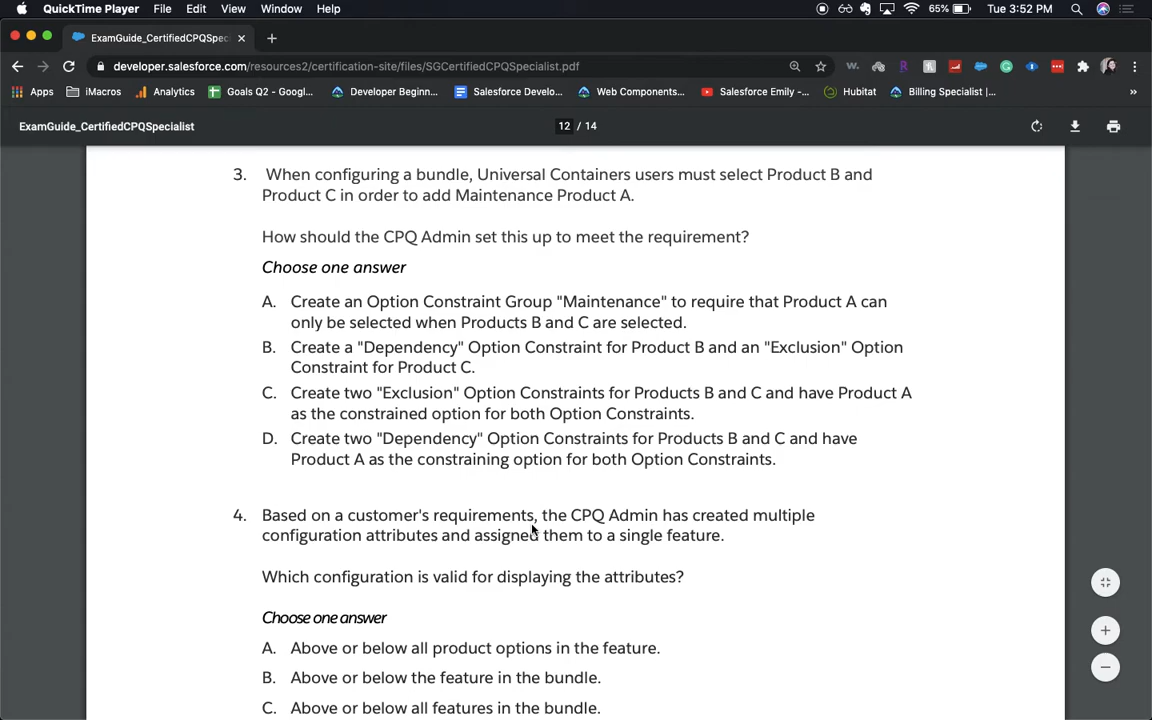 QuickTime Player File Edit View Window Help 65% Tue 3:52 PM
ExamGuide_CertifiedCPQSpec
developer.salesforce.com/resources2/certification-site/files/SGCertifiedCPQSpecialist.pdf
Apps iMacros Analytics Goals Q2 - Googl... Developer Beginn... Salesforce Develo... Web Components... Salesforce Emily -... Hubitat Billing Specialist |... »
ExamGuide_CertifiedCPQSpecialist 12 / 14
3. When configuring a bundle, Universal Containers users must select Product B and
Product C in order to add Maintenance Product A.
How should the CPQ Admin set this up to meet the requirement?
Choose one answer
A. Create an Option Constraint Group "Maintenance" to require that Product A can
only be selected when Products B and C are selected.
B. Create a "Dependency" Option Constraint for Product B and an "Exclusion" Option
Constraint for Product C.
C. Create two "Exclusion" Option Constraints for Products B and C and have Product A
as the constrained option for both Option Constraints.
D. Create two "Dependency" Option Constraints for Products B and C and have
Product A as the constraining option for both Option Constraints.
4. Based on a customer's requirements, the CPQ Admin has created multiple
configuration attributes and assigned them to a single feature.
Which configuration is valid for displaying the attributes?
Choose one answer
A. Above or below all product options in the feature.
B. Above or below the feature in the bundle.
C. Above or below all features in the bundle.